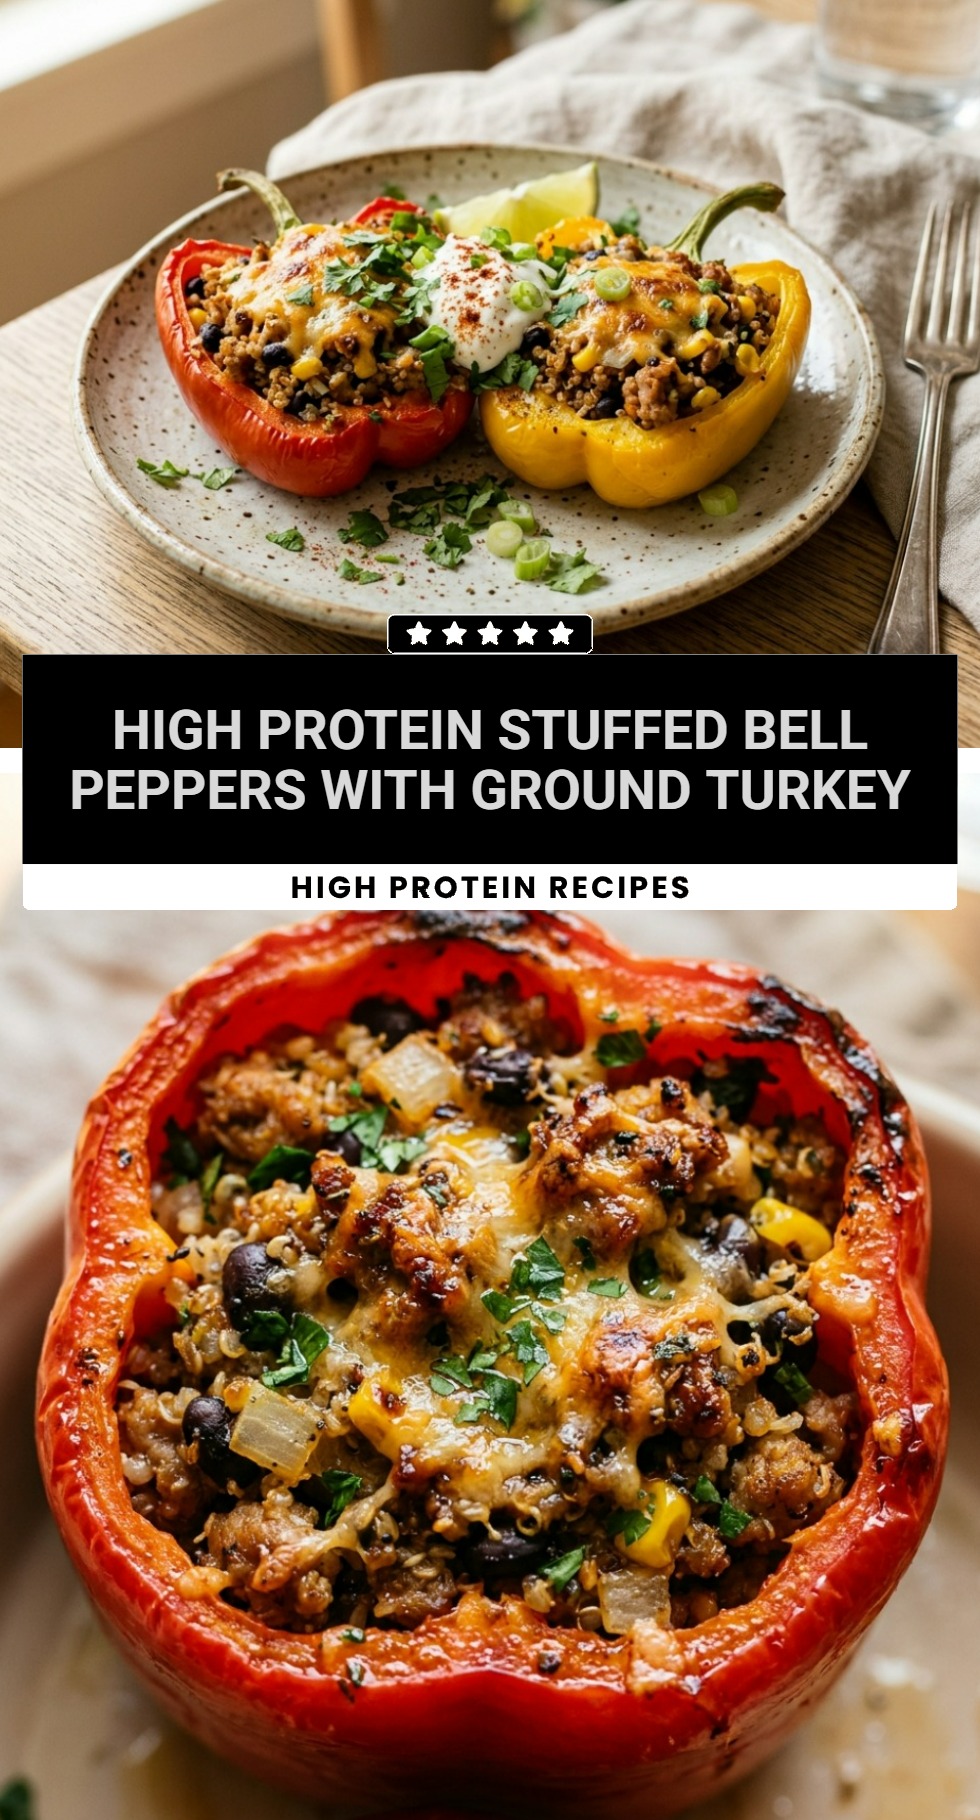 HIGH PROTEIN STUFFED BELL
PEPPERS WITH GROUND TURKEY
HIGH PROTEIN RECIPES